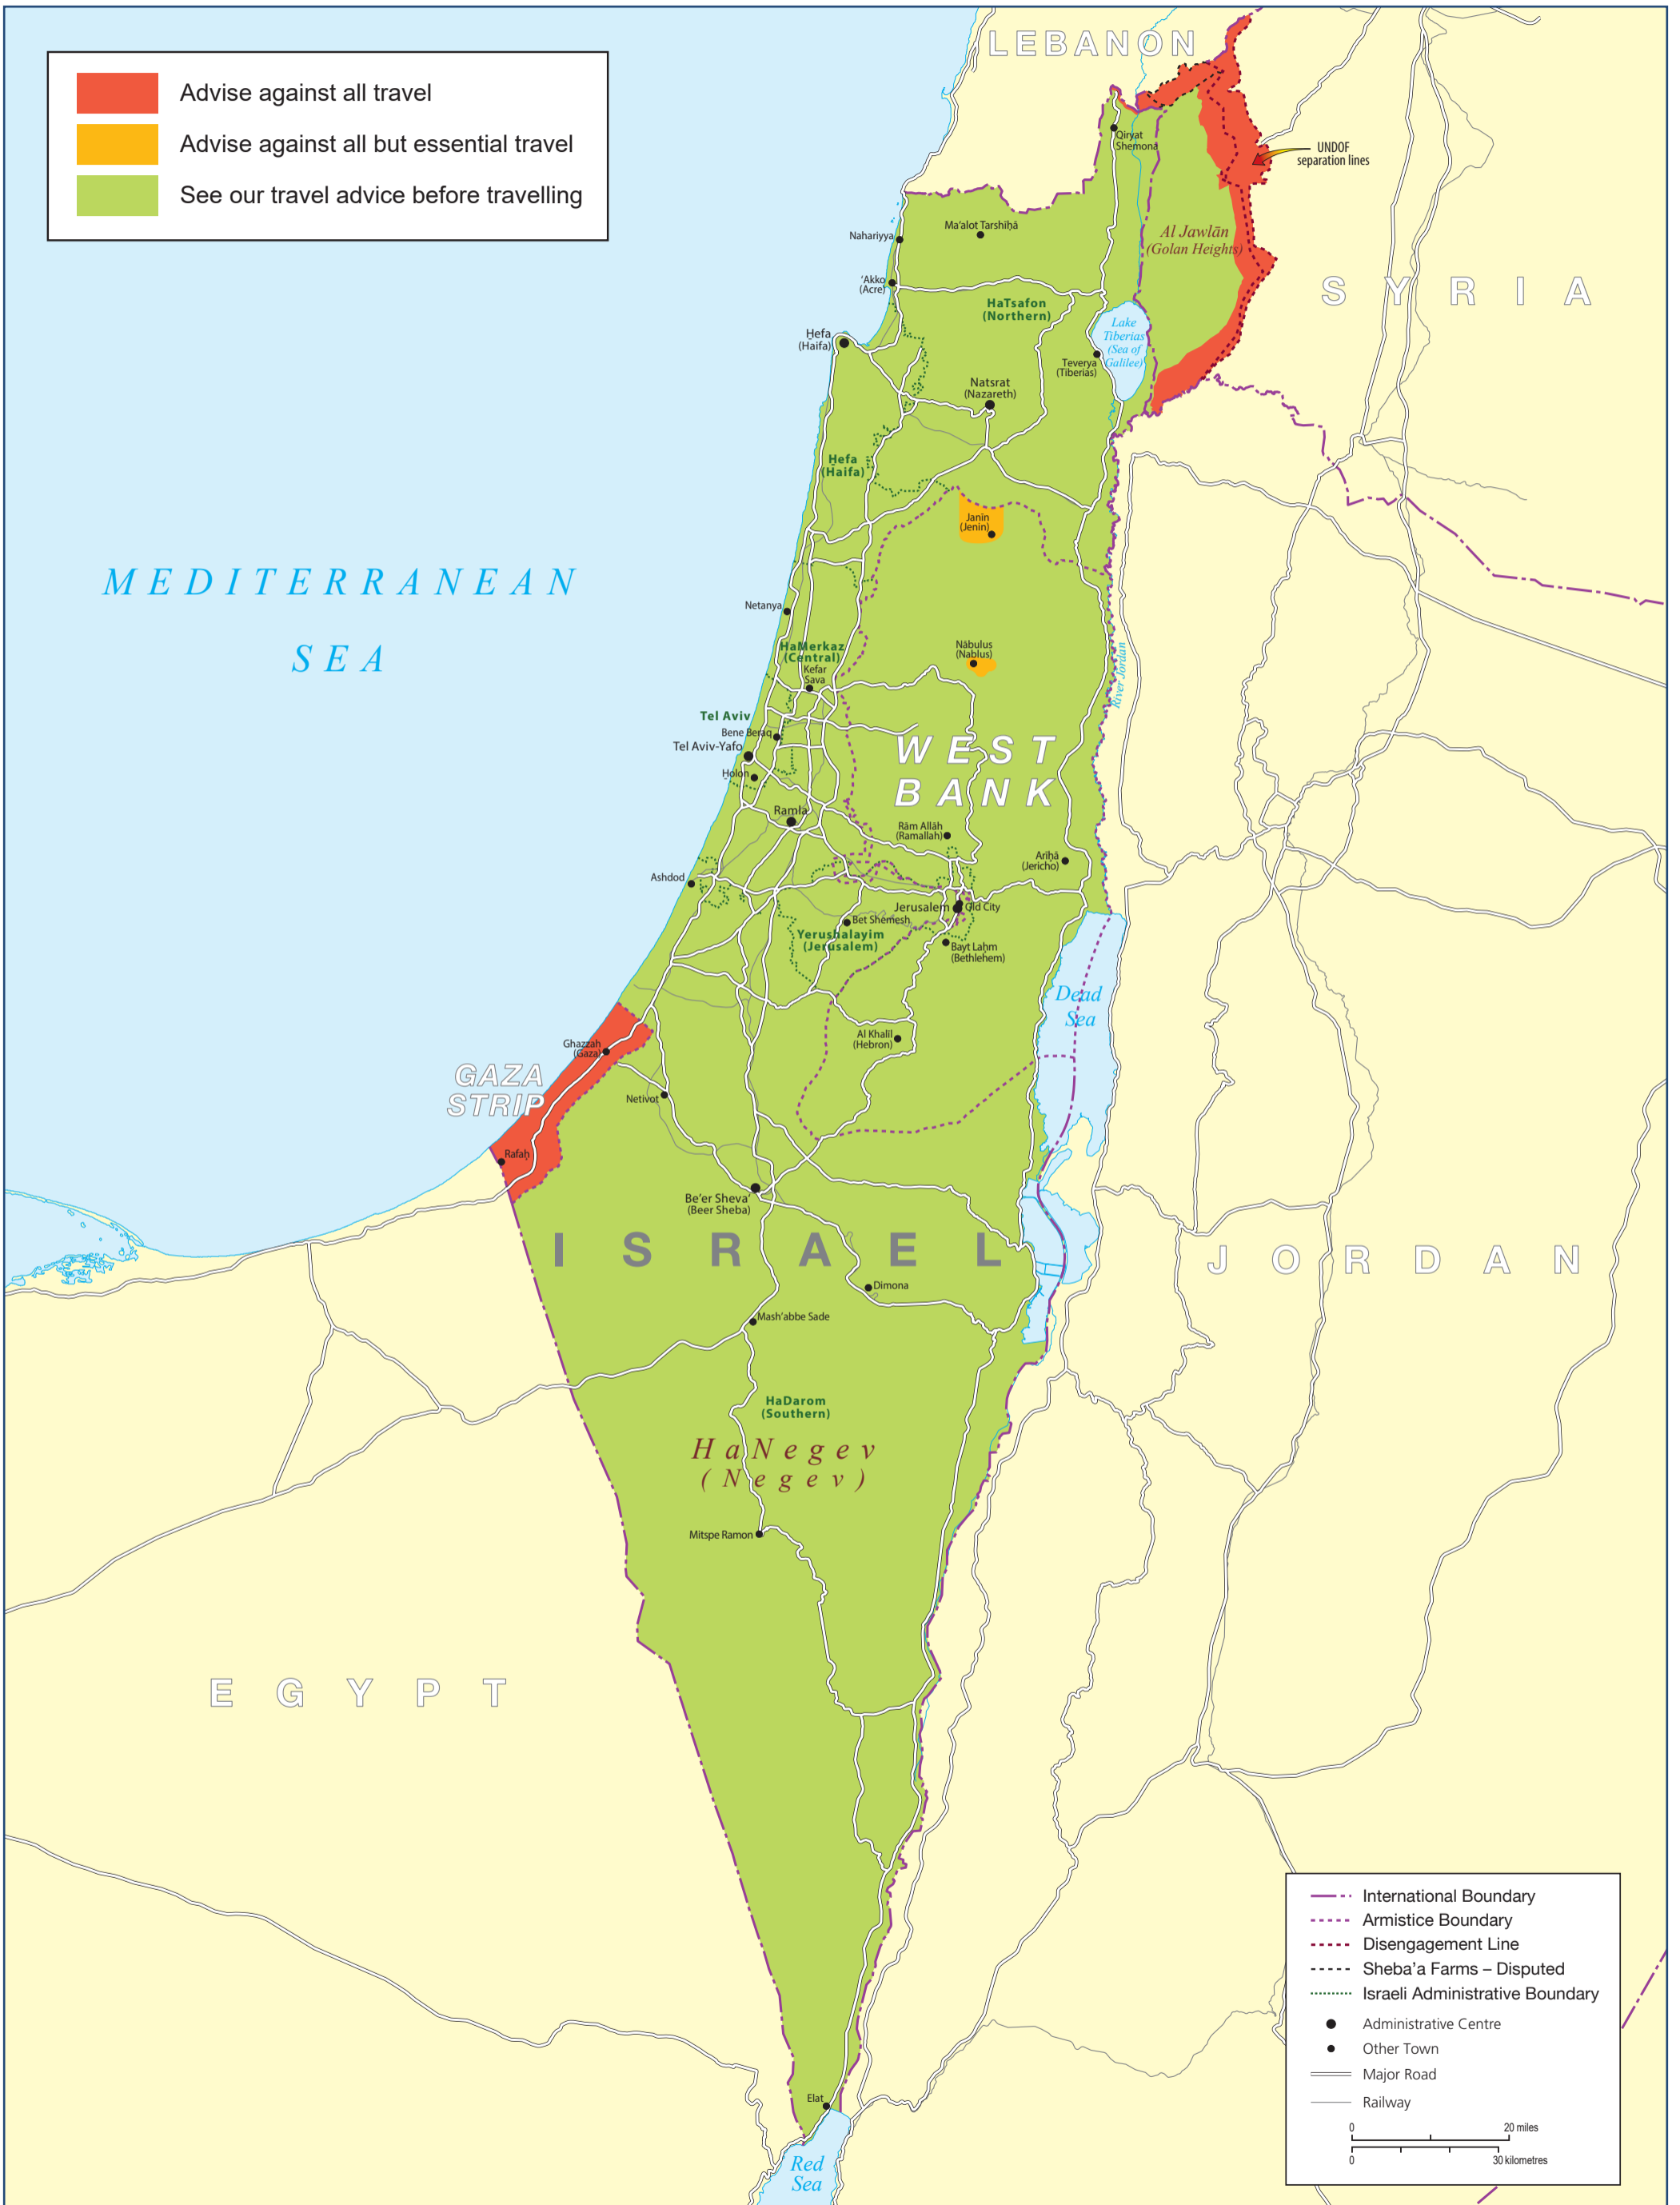 Advise against all travel
Advise against all but essential travel
See our travel advice before travelling
LEBANON
Qiryat
Shemona
UNDOF
separation lines
Nahariyya
Ma'alot Tarshīḥā
Al Jawlān
(Golan Heights)
SYRIA
'Akko
(Acre)
HaTsafon
(Northern)
Lake
Tiberias
(Sea of
Galilee)
Ḥefa
(Haifa)
Teverya
(Tiberias)
Natsrat
(Nazareth)
Ḥefa
(Haifa)
Janīn
(Jenin)
MEDITERRANEAN
SEA
Netanya
HaMerkaz
(Central)
Kefar
Sava
Nābulus
(Nablus)
River Jordan
Tel Aviv
Bene Beraq
Tel Aviv-Yafo
Ḥolon
WEST
BANK
Ramla
Rām Allāh
(Ramallah)
Arīḥā
(Jericho)
Ashdod
Jerusalem
Old City
Bet Shemesh
Yerushalayim
(Jerusalem)
Bayt Laḥm
(Bethlehem)
Dead
Sea
Al Khalīl
(Hebron)
Ghazzah
(Gaza)
GAZA
STRIP
Netivot
Rafaḥ
Be'er Sheva'
(Beer Sheba)
ISRAEL
JORDAN
Dimona
Mash'abbe Sade
HaDarom
(Southern)
HaNegev
(Negev)
Mitspe Ramon
EGYPT
Elat
Red
Sea
International Boundary
Armistice Boundary
Disengagement Line
Sheba'a Farms – Disputed
Israeli Administrative Boundary
Administrative Centre
Other Town
Major Road
Railway
0 20 miles
0 30 kilometres